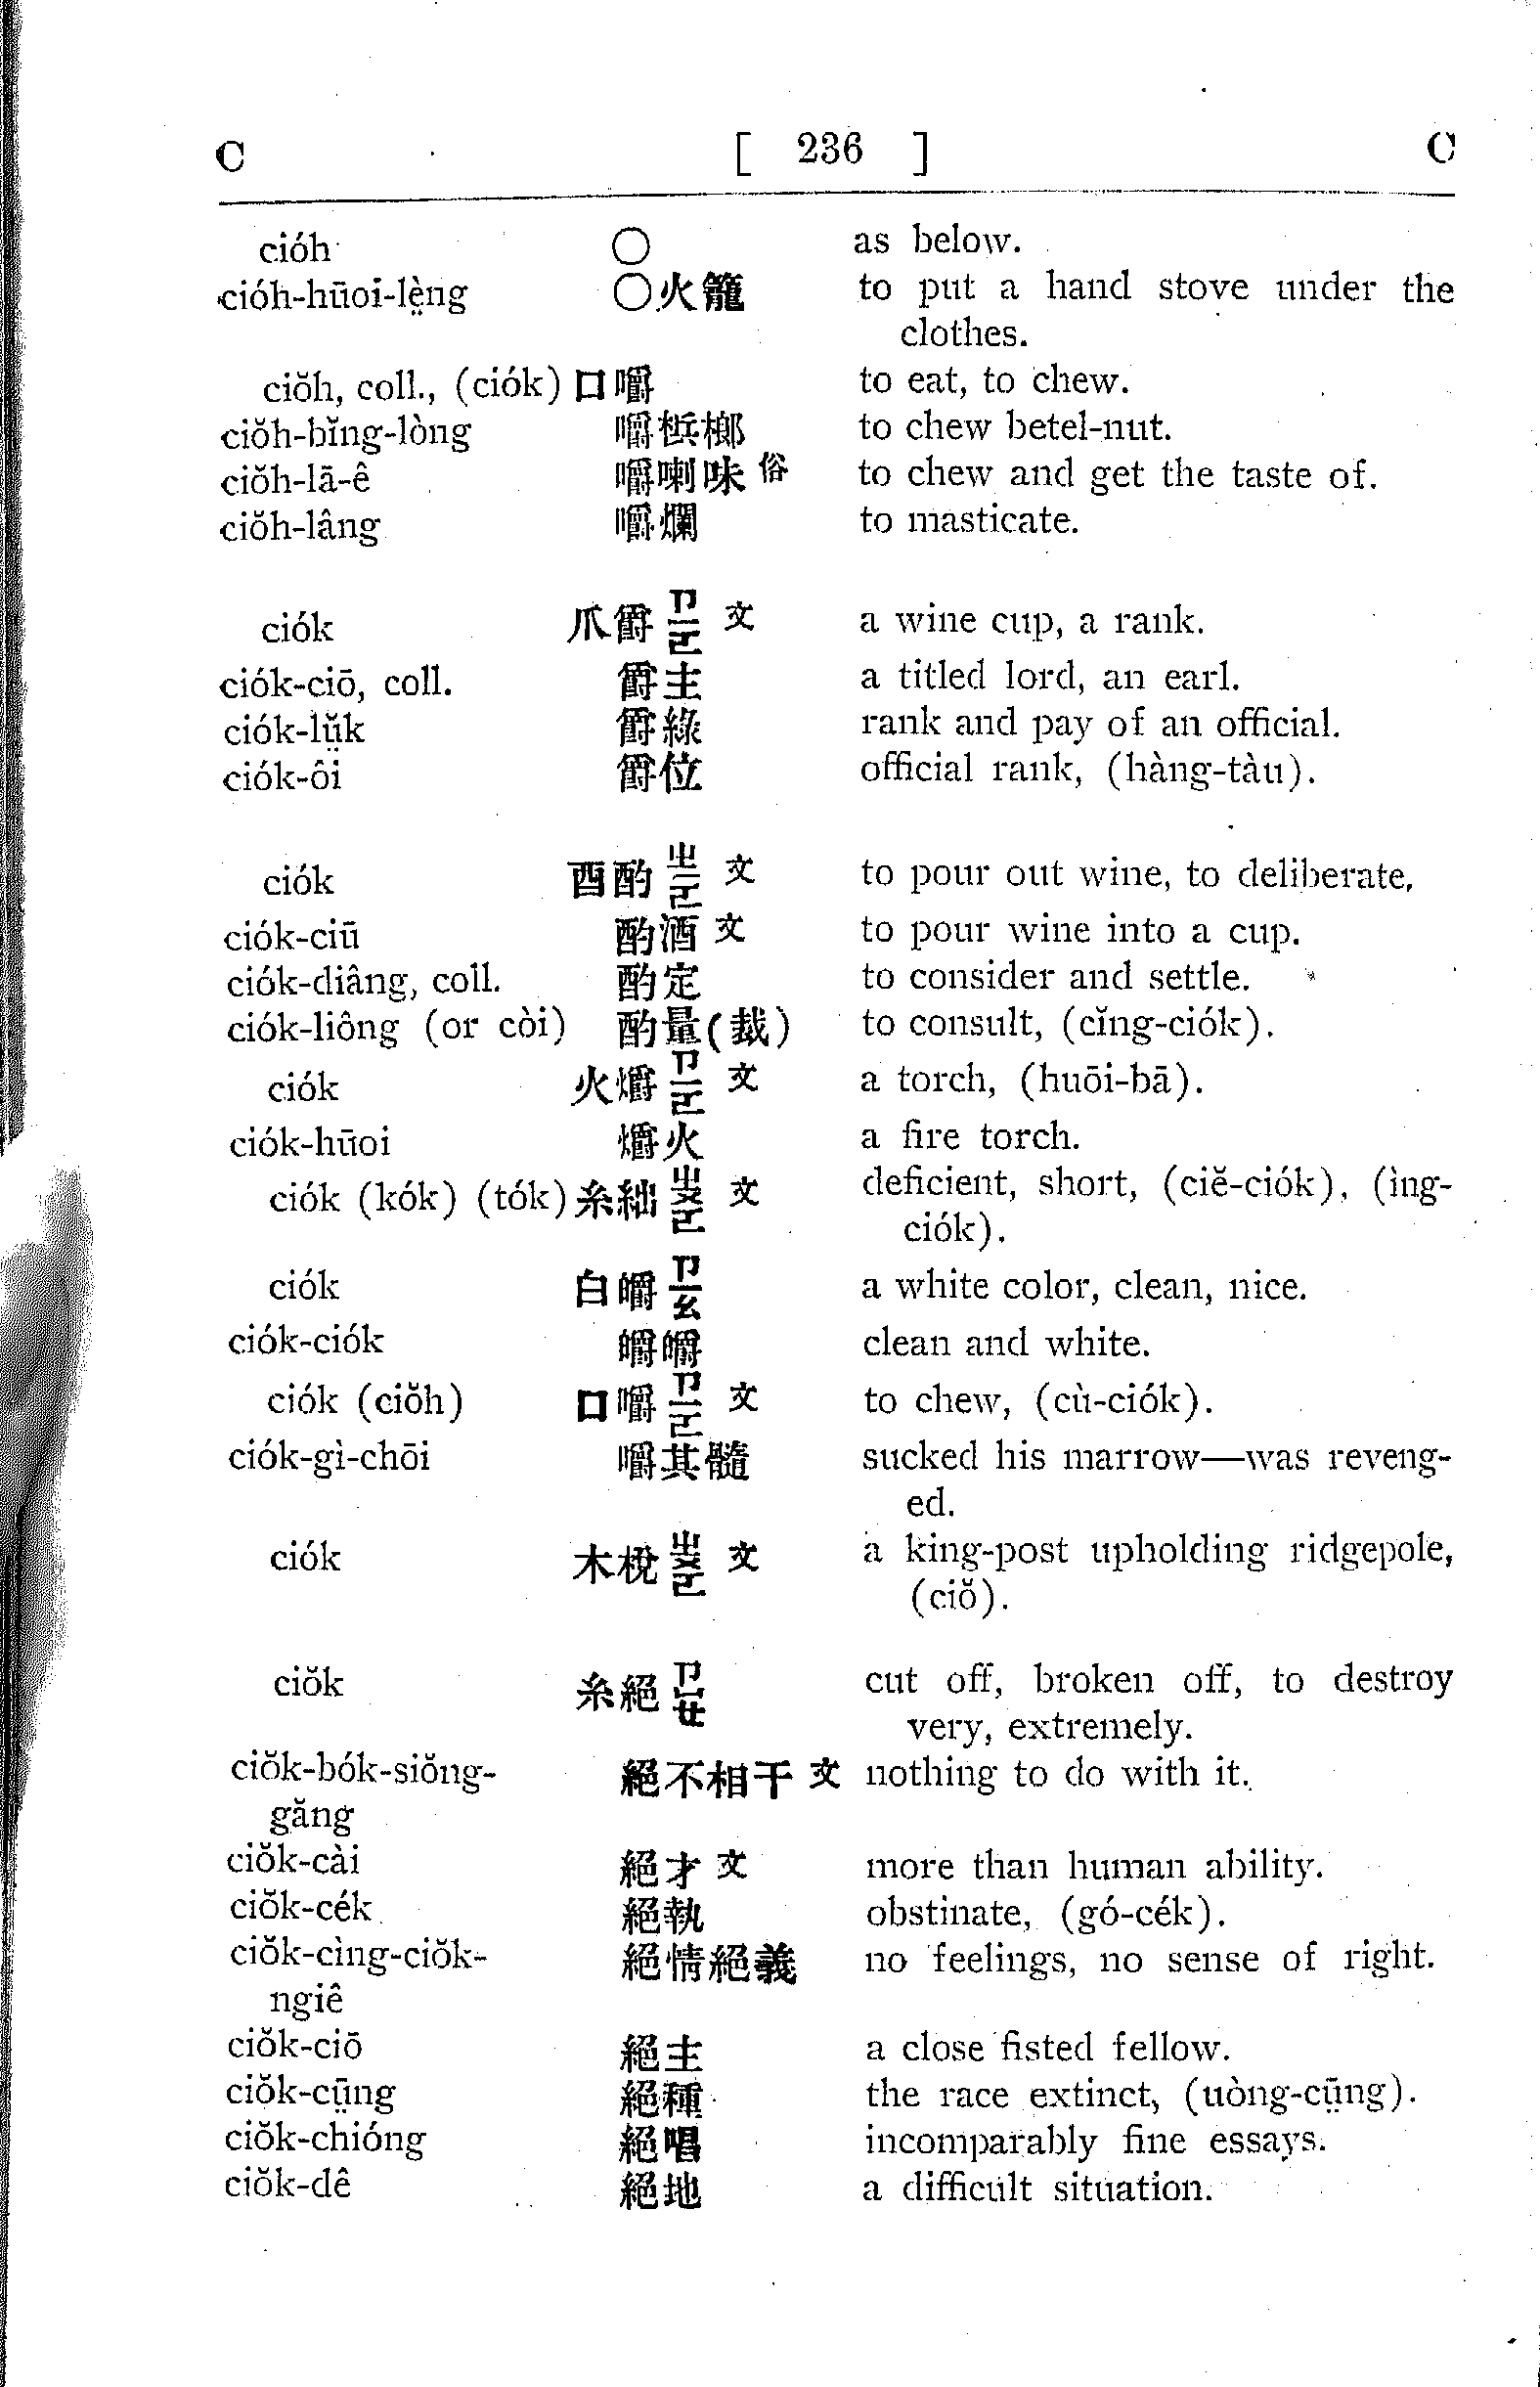 C [ 236 ] C
ció̤h ○ as below.
cióh-hūoi-lè̤ng ○火籠 to put a hand stove under the
clothes.
ciŏh, coll., (ciók) 口嚼 to eat, to chew.
ciŏh-bĭng-lòng 嚼梹榔 to chew betel-nut.
ciŏh-lā-ê 嚼喇味 俗 to chew and get the taste of.
ciŏh-lâng 嚼爛 to masticate.
ciók 爪爵 ㄗㄧㄛ 文 a wine cup, a rank.
ciók-ciō, coll. 爵主 a titled lord, an earl.
ciók-lṳ̆k 爵綠 rank and pay of an official.
ciók-ôi 爵位 official rank, (hàng-tàu).
ciók 酉酌 ㄓㄧㄛ 文 to pour out wine, to deliberate.
ciók-ciū 酌酒 文 to pour wine into a cup.
ciók-diâng, coll. 酌定 to consider and settle.
ciók-liông (or còi) 酌量(裁) to consult, (cĭng-ciók).
ciók 火爝 ㄗㄧㄛ 文 a torch, (huōi-bā).
ciók-hūoi 爝火 a fire torch.
ciók (kók) (tók) 糸絀 ㄓㄨㄛ 文 deficient, short, (ciĕ-ciók), (ìng-
ciók).
ciók 白皭 ㄗㄧㄠ a white color, clean, nice.
ciók-ciók 皭皭 clean and white.
ciók (ciŏh) 口嚼 ㄗㄧㄛ 文 to chew, (cù-ciók).
ciók-gì-chōi 嚼其髓 sucked his marrow—was reveng-
ed.
ciók 木梲 ㄓㄨㄛ 文 a king-post upholding ridgepole,
(ciŏ).
ciŏk 糸絕 ㄗㄩㄝ cut off, broken off, to destroy
very, extremely.
ciŏk-bók-siŏng- 絕不相干 文 nothing to do with it.
găng
ciŏk-cài 絕才 文 more than human ability.
ciŏk-cék 絕執 obstinate, (gó-cék).
ciŏk-cìng-ciŏk- 絕情絕義 no feelings, no sense of right.
ngiê
ciŏk-ciō 絕主 a close fisted fellow.
ciŏk-cṳ̄ng 絕種 the race extinct, (uòng-cṳ̄ng).
ciŏk-chióng 絕唱 incomparably fine essays.
ciŏk-dê 絕地 a difficult situation.